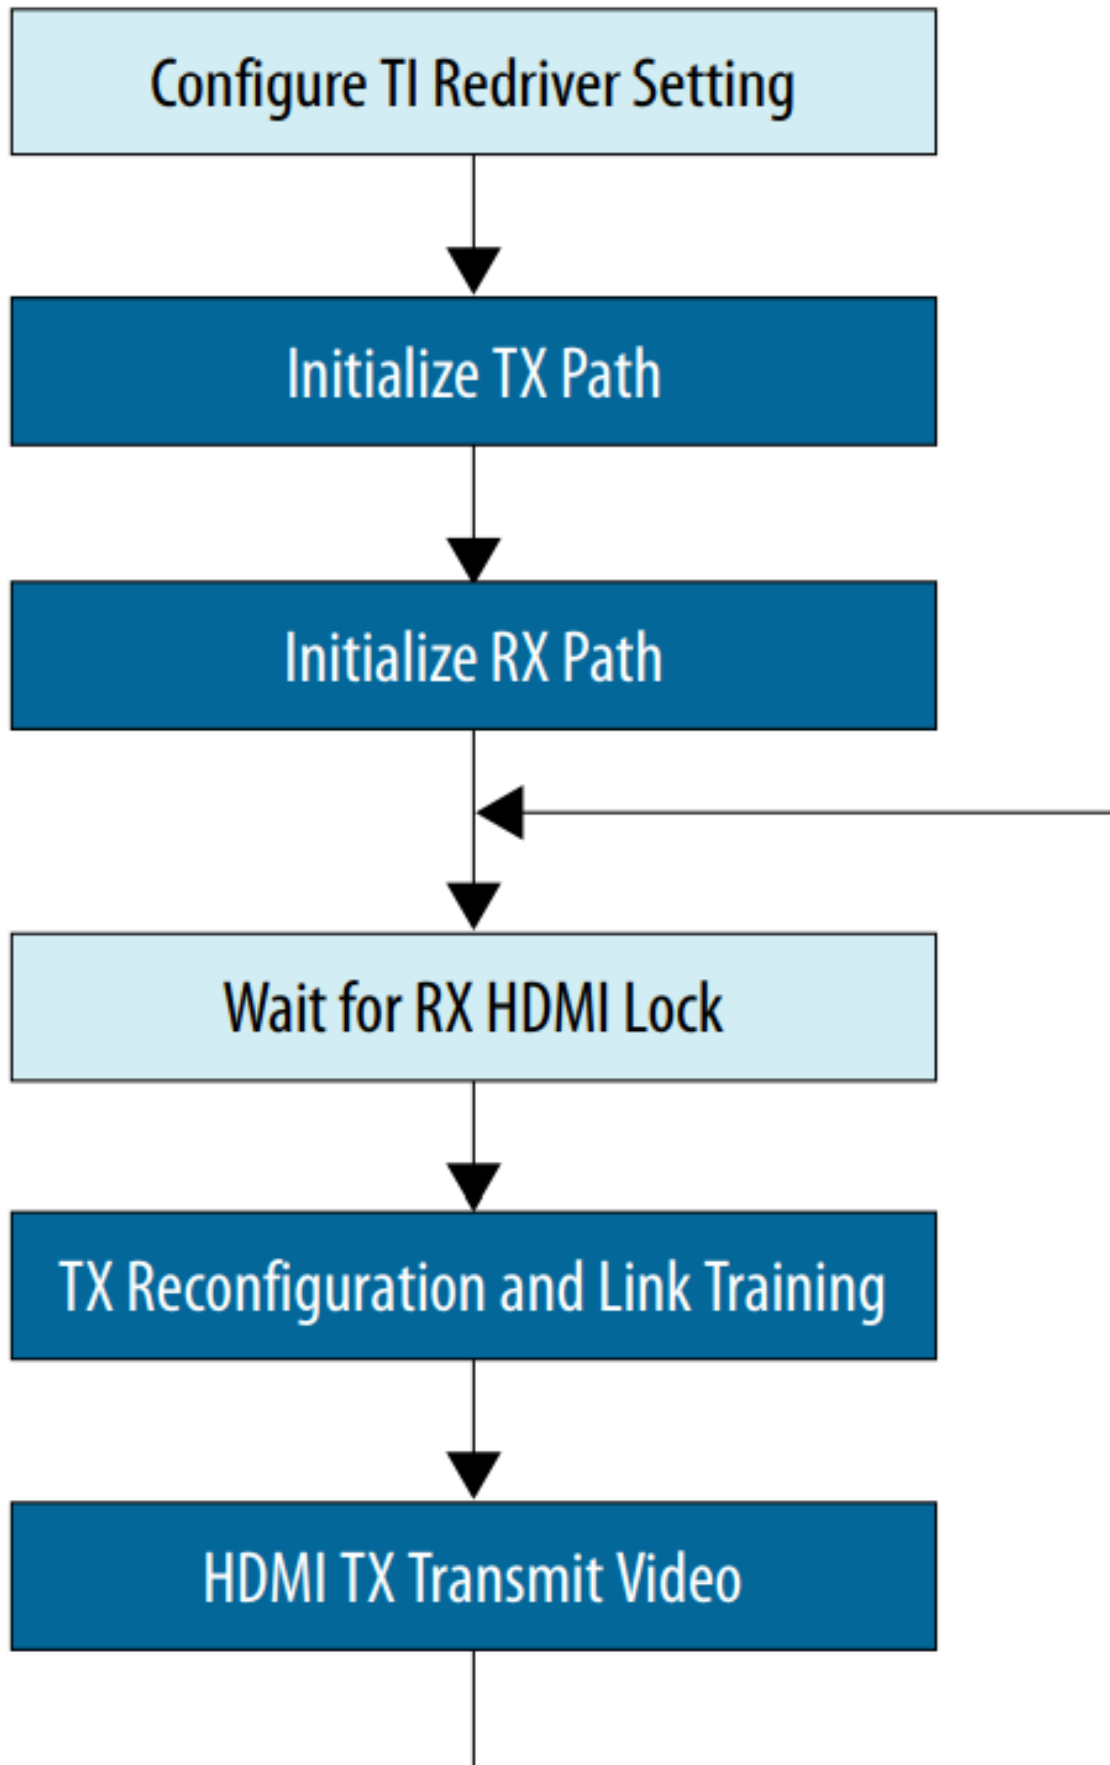 Configure TI Redriver Setting
Initialize TX Path
Initialize RX Path
Wait for RX HDMI Lock
TX Reconfiguration and Link Training
HDMI TX Transmit Video